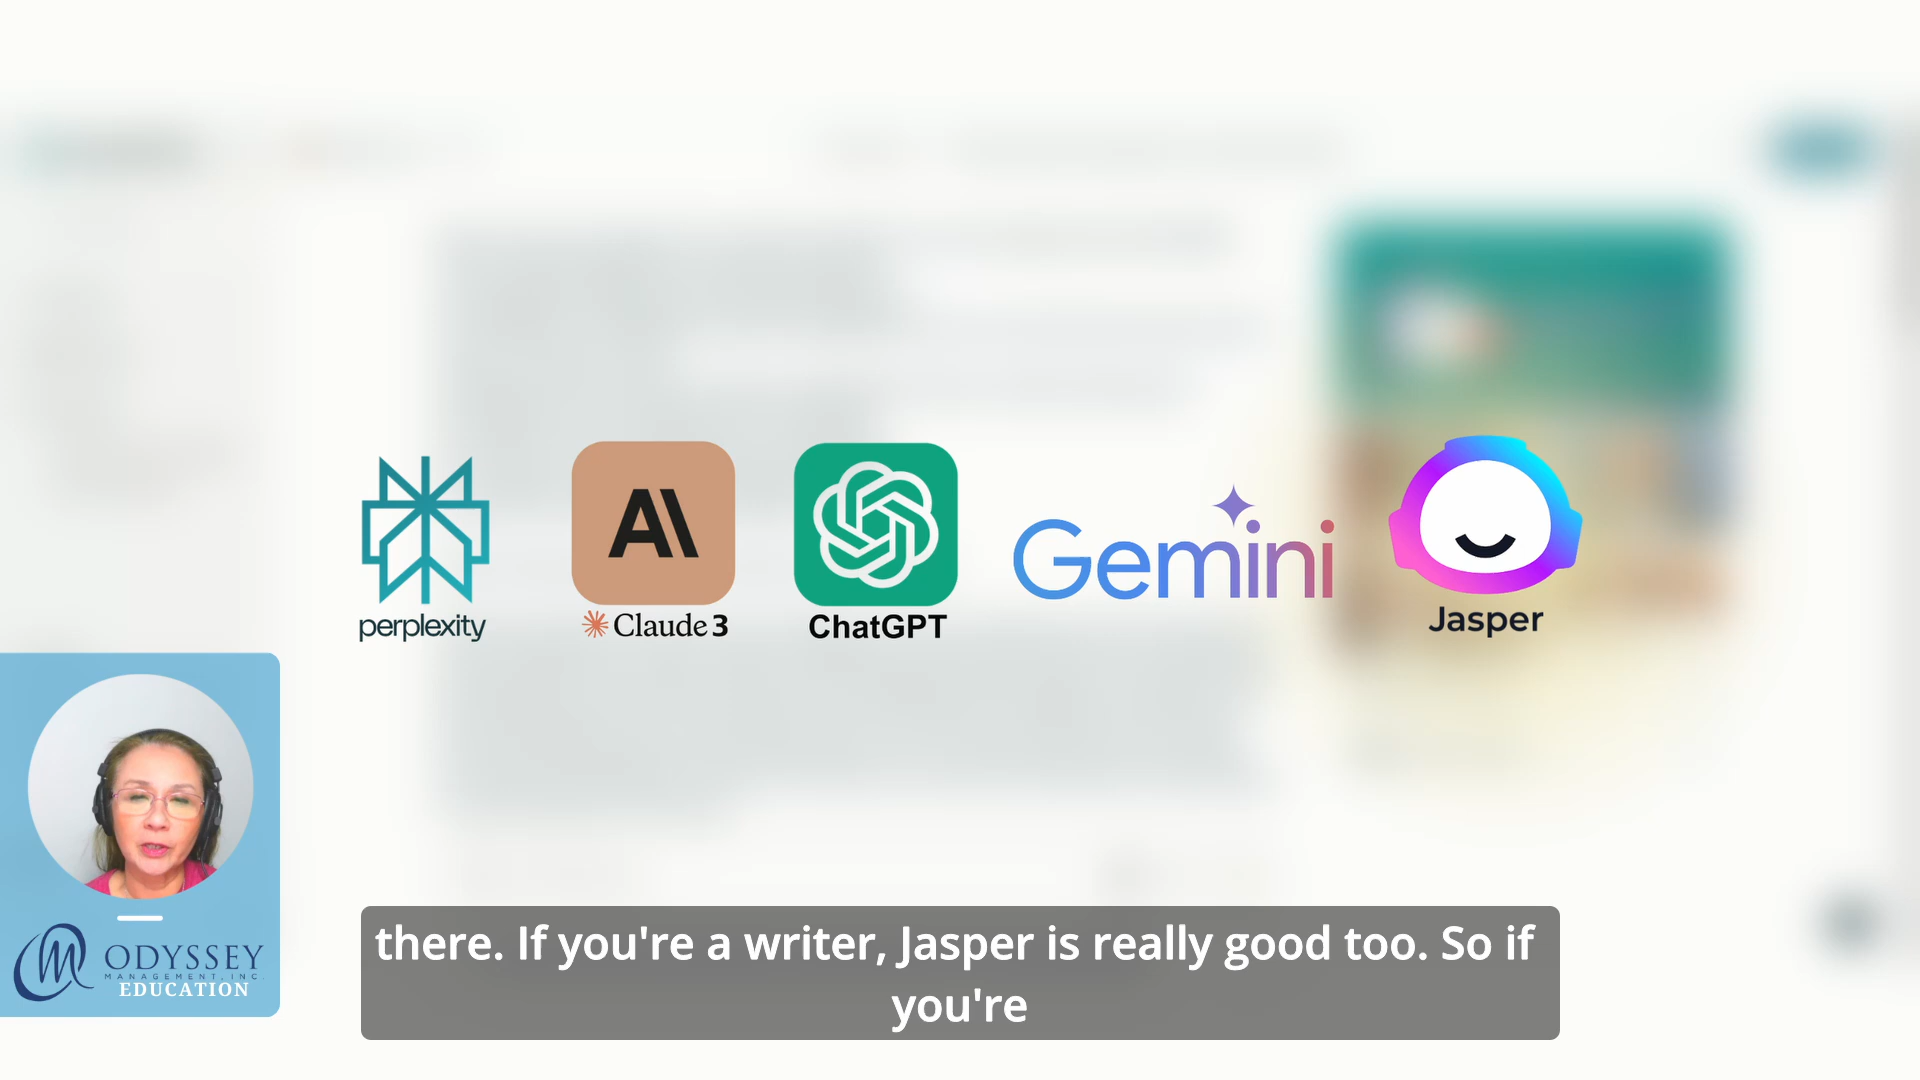 perplexity
Claude 3
ChatGPT
Gemini
Jasper
ODYSSEY
MANAGEMENT, INC.
EDUCATION
there. If you're a writer, Jasper is really good too. So if
you're